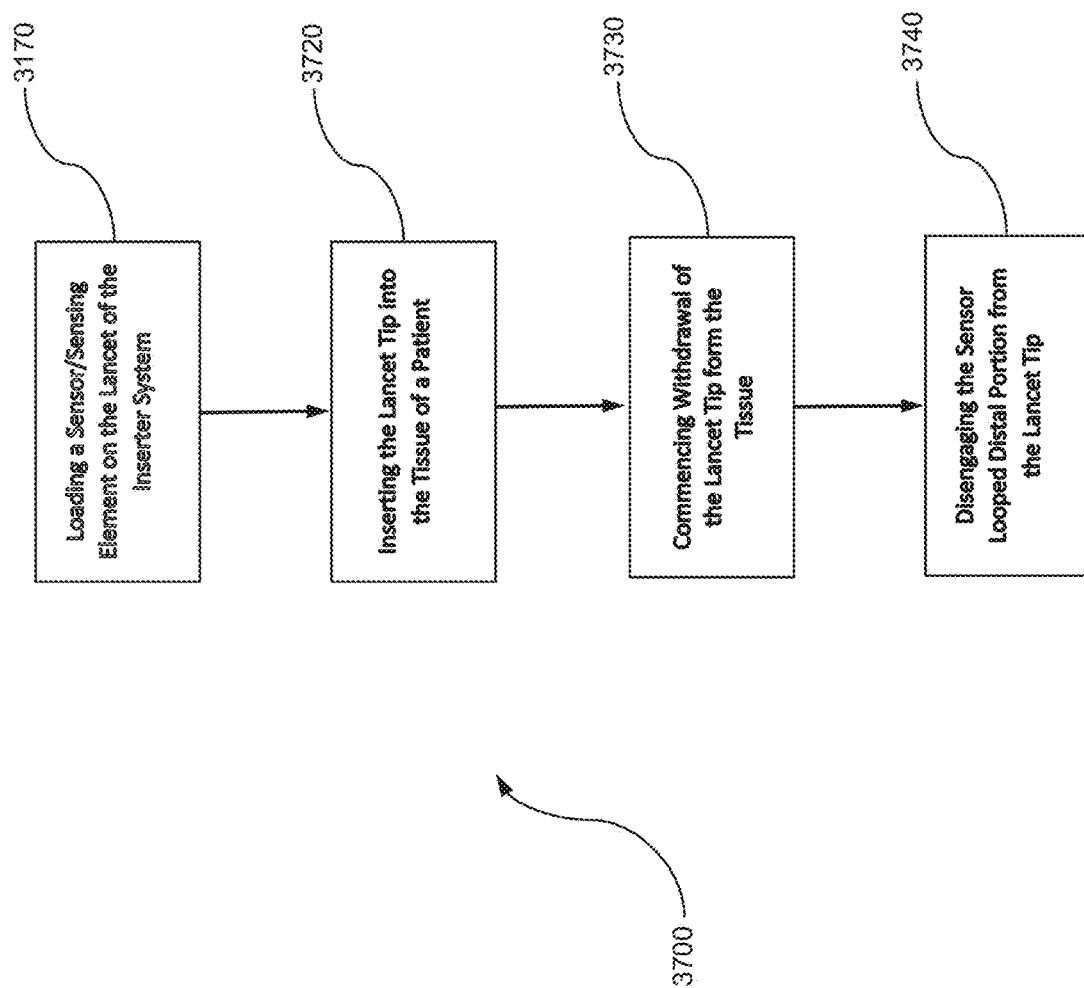 3170
Loading a Sensor/Sensing
Element on the Lancet of the
Inserter System
3720
Inserting the Lancet Tip into
the Tissue of a Patient
3730
Commencing Withdrawal of
the Lancet Tip form the
Tissue
3740
Disengaging the Sensor
Looped Distal Portion from
the Lancet Tip
3700